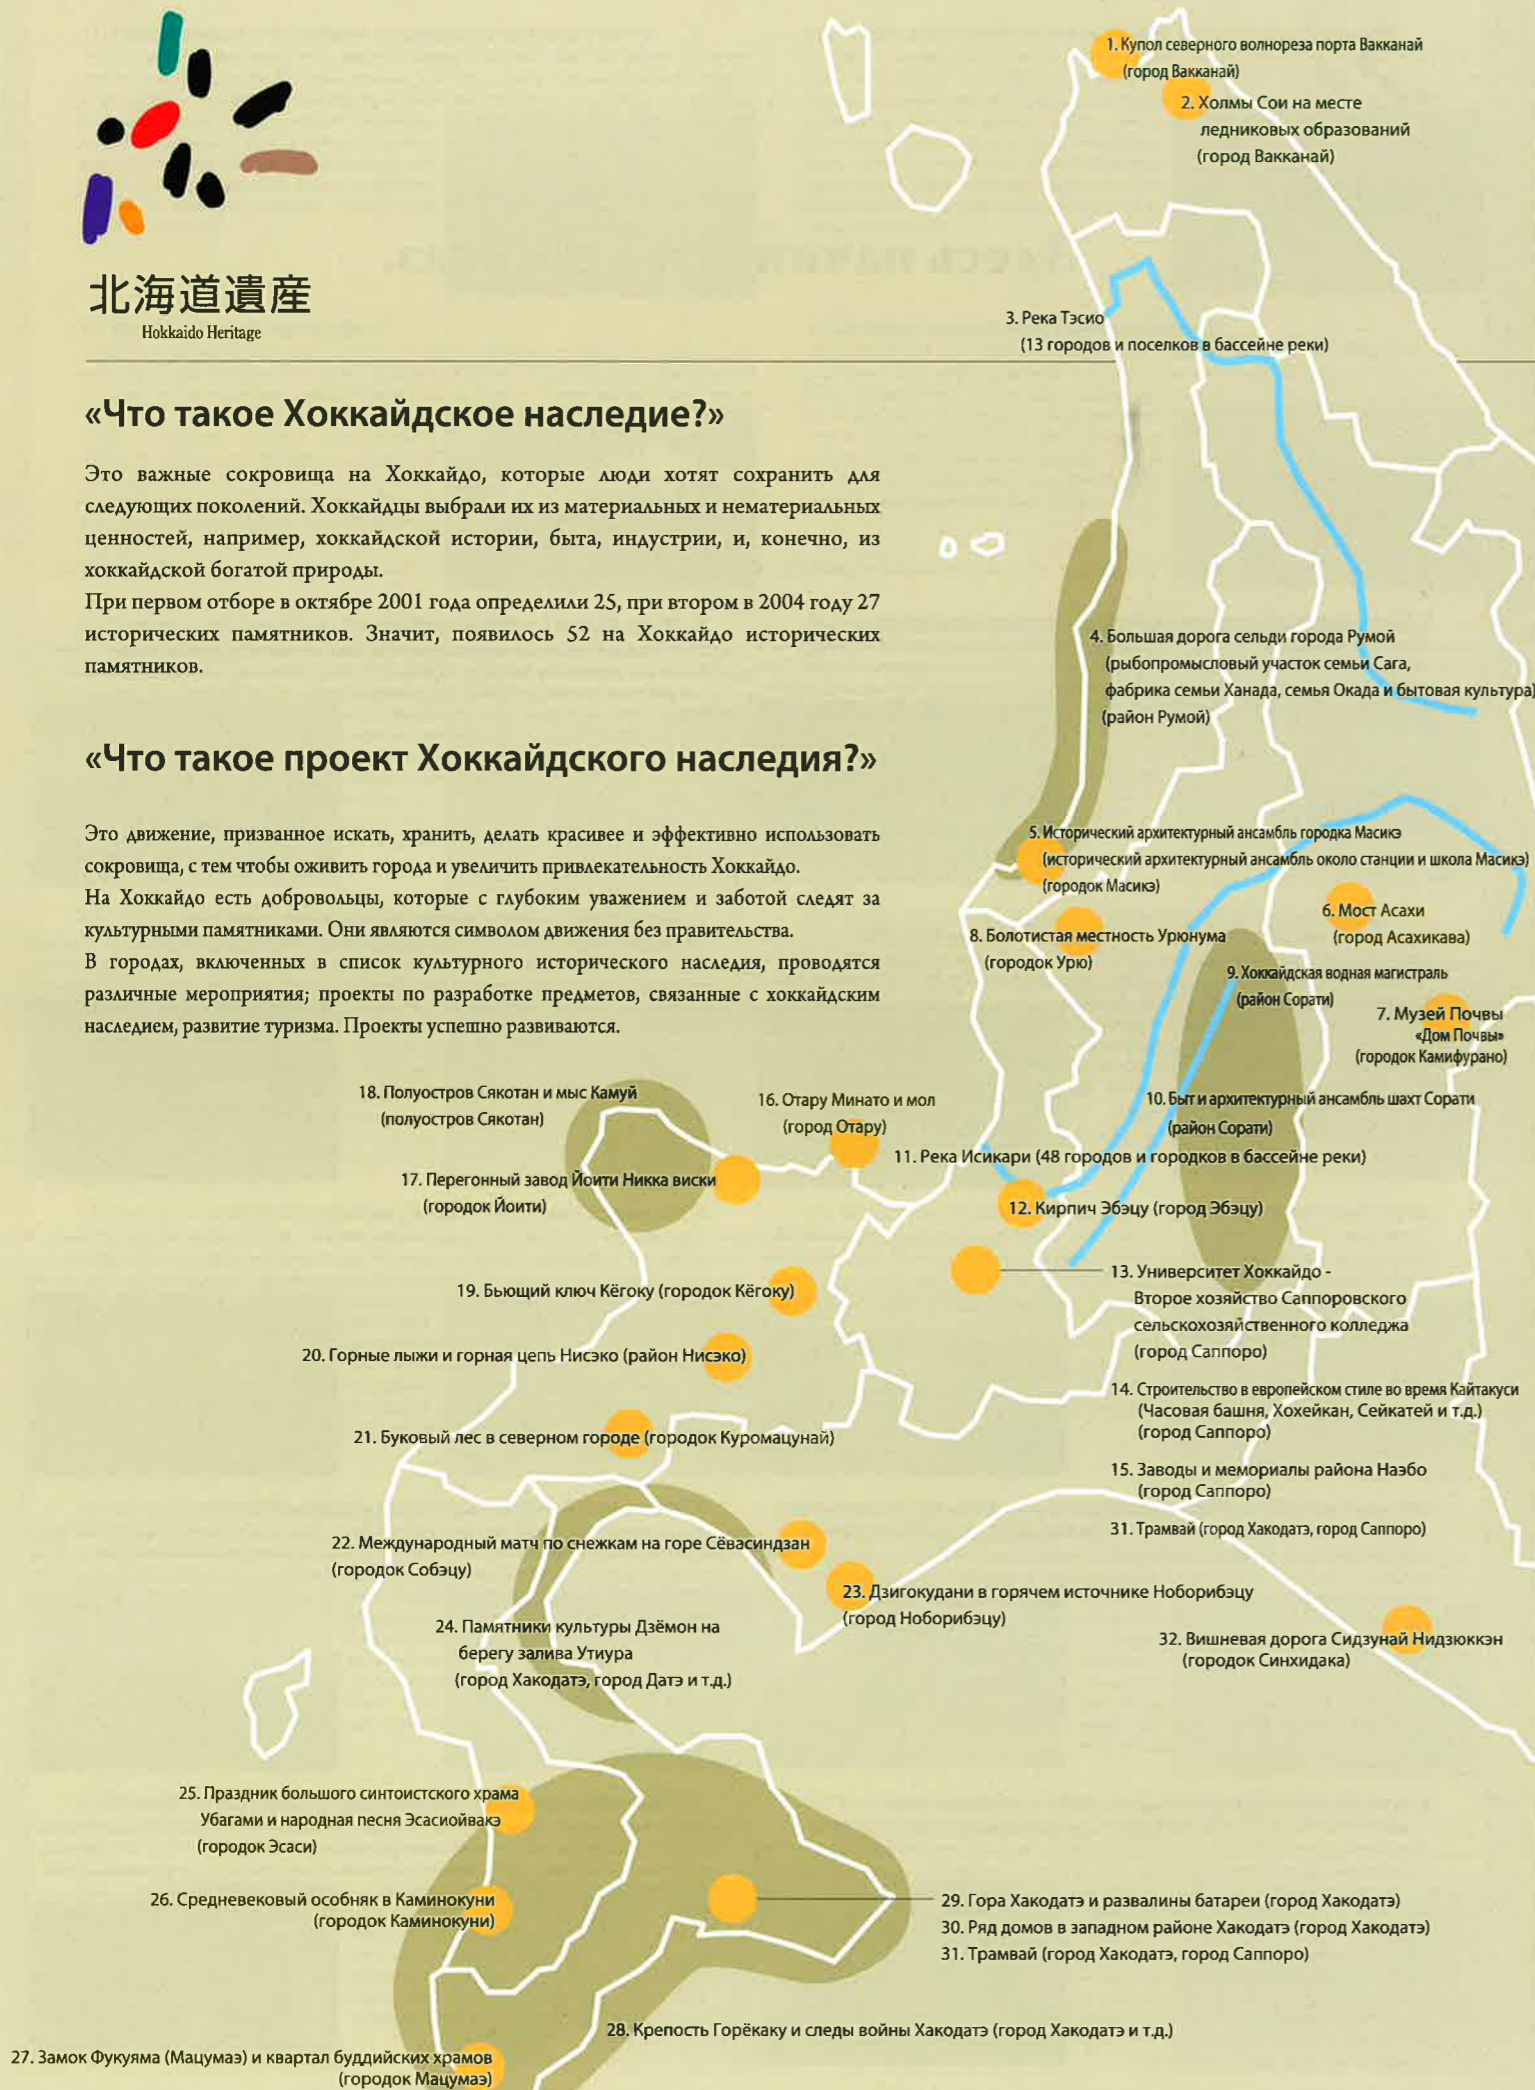 北海道遺産
Hokkaido Heritage
«Что такое Хоккайдское наследие?»
Это важные сокровища на Хоккайдо, которые люди хотят сохранить для
следующих поколений. Хоккайдцы выбрали их из материальных и нематериальных
ценностей, например, хоккайдской истории, быта, индустрии, и, конечно, из
хоккайдской богатой природы.
При первом отборе в октябре 2001 года определили 25, при втором в 2004 году 27
исторических памятников. Значит, появилось 52 на Хоккайдо исторических
памятников.
«Что такое проект Хоккайдского наследия?»
Это движение, призванное искать, хранить, делать красивее и эффективно использовать
сокровища, с тем чтобы оживить города и увеличить привлекательность Хоккайдо.
На Хоккайдо есть добровольцы, которые с глубоким уважением и заботой следят за
культурными памятниками. Они являются символом движения без правительства.
В городах, включенных в список культурного исторического наследия, проводятся
различные мероприятия; проекты по разработке предметов, связанные с хоккайдским
наследием, развитие туризма. Проекты успешно развиваются.
1. Купол северного волнореза порта Вакканай
(город Вакканай)
2. Холмы Сои на месте
ледниковых образований
(город Вакканай)
3. Река Тэсио
(13 городов и поселков в бассейне реки)
4. Большая дорога сельди города Румой
(рыбопромысловый участок семьи Сага,
фабрика семьи Ханада, семья Окада и бытовая культура)
(район Румой)
5. Исторический архитектурный ансамбль городка Масикэ
(исторический архитектурный ансамбль около станции и школа Масикэ)
(городок Масикэ)
6. Мост Асахи
(город Асахикава)
8. Болотистая местность Урюнума
(городок Урю)
9. Хоккайдская водная магистраль
(район Сорати)
7. Музей Почвы
«Дом Почвы»
(городок Камифурано)
10. Быт и архитектурный ансамбль шахт Сорати
(район Сорати)
18. Полуостров Сякотан и мыс Камуй
(полуостров Сякотан)
16. Отару Минато и мол
(город Отару)
11. Река Исикари (48 городов и городков в бассейне реки)
17. Перегонный завод Йоити Никка виски
(городок Йоити)
12. Кирпич Эбэцу (город Эбэцу)
13. Университет Хоккайдо -
Второе хозяйство Саппоровского
сельскохозяйственного колледжа
(город Саппоро)
19. Бьющий ключ Кёгоку (городок Кёгоку)
20. Горные лыжи и горная цепь Нисэко (район Нисэко)
14. Строительство в европейском стиле во время Кайтакуси
(Часовая башня, Хохейкан, Сейкатей и т.д.)
(город Саппоро)
21. Буковый лес в северном городе (городок Куромацунай)
15. Заводы и мемориалы района Наэбо
(город Саппоро)
31. Трамвай (город Хакодатэ, город Саппоро)
22. Международный матч по снежкам на горе Сёвасиндзан
(городок Собэцу)
23. Дзигокудани в горячем источнике Ноборибэцу
(город Ноборибэцу)
24. Памятники культуры Дзёмон на
берегу залива Утиура
(город Хакодатэ, город Датэ и т.д.)
32. Вишневая дорога Сидзунай Нидзюккэн
(городок Синхидака)
25. Праздник большого синтоистского храма
Убагами и народная песня Эсасиойвакэ
(городок Эсаси)
26. Средневековый особняк в Каминокуни
(городок Каминокуни)
29. Гора Хакодатэ и развалины батареи (город Хакодатэ)
30. Ряд домов в западном районе Хакодатэ (город Хакодатэ)
31. Трамвай (город Хакодатэ, город Саппоро)
28. Крепость Горёкаку и следы войны Хакодатэ (город Хакодатэ и т.д.)
27. Замок Фукуяма (Мацумаэ) и квартал буддийских храмов
(городок Мацумаэ)